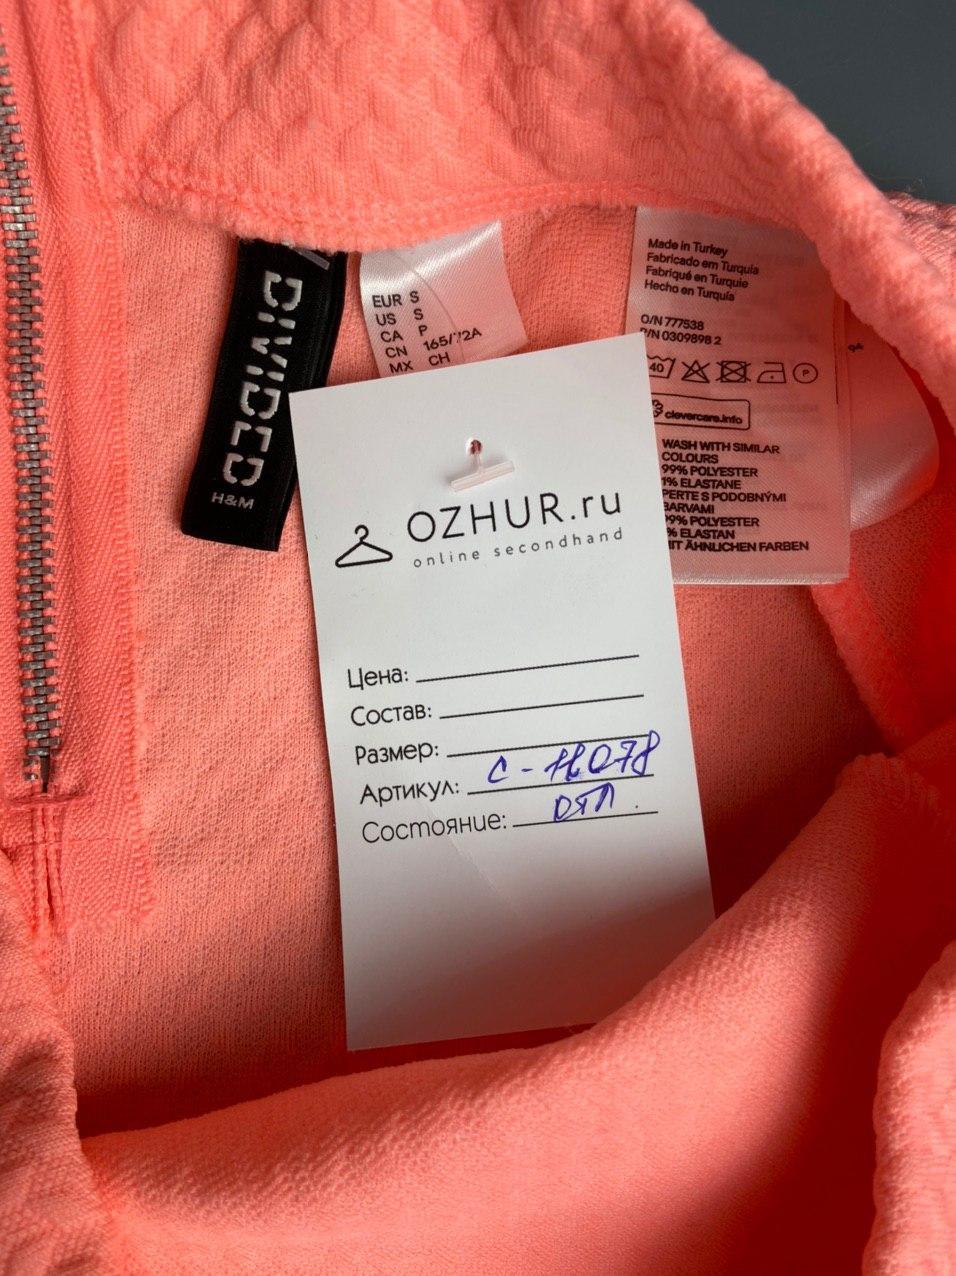 DIVIDED
H&M
EUR S
US S
CA P
CN 165/72A
MX CH
Made in Turkey
Fabricado em Turquia
Fabriqué en Turquie
Hecho en Turquía
O/N 777538
P/N 0309898 2
40
P
clevercare.info
WASH WITH SIMILAR
COLOURS
99% POLYESTER
1% ELASTANE
PERTE S PODOBNÝMI
BARVAMI
99% POLYESTER
% ELASTAN
MIT ÄHNLICHEN FARBEN
OZHUR.ru
online secondhand
Цена:
Состав:
Размер:
Артикул: С-
Состояние: отл.